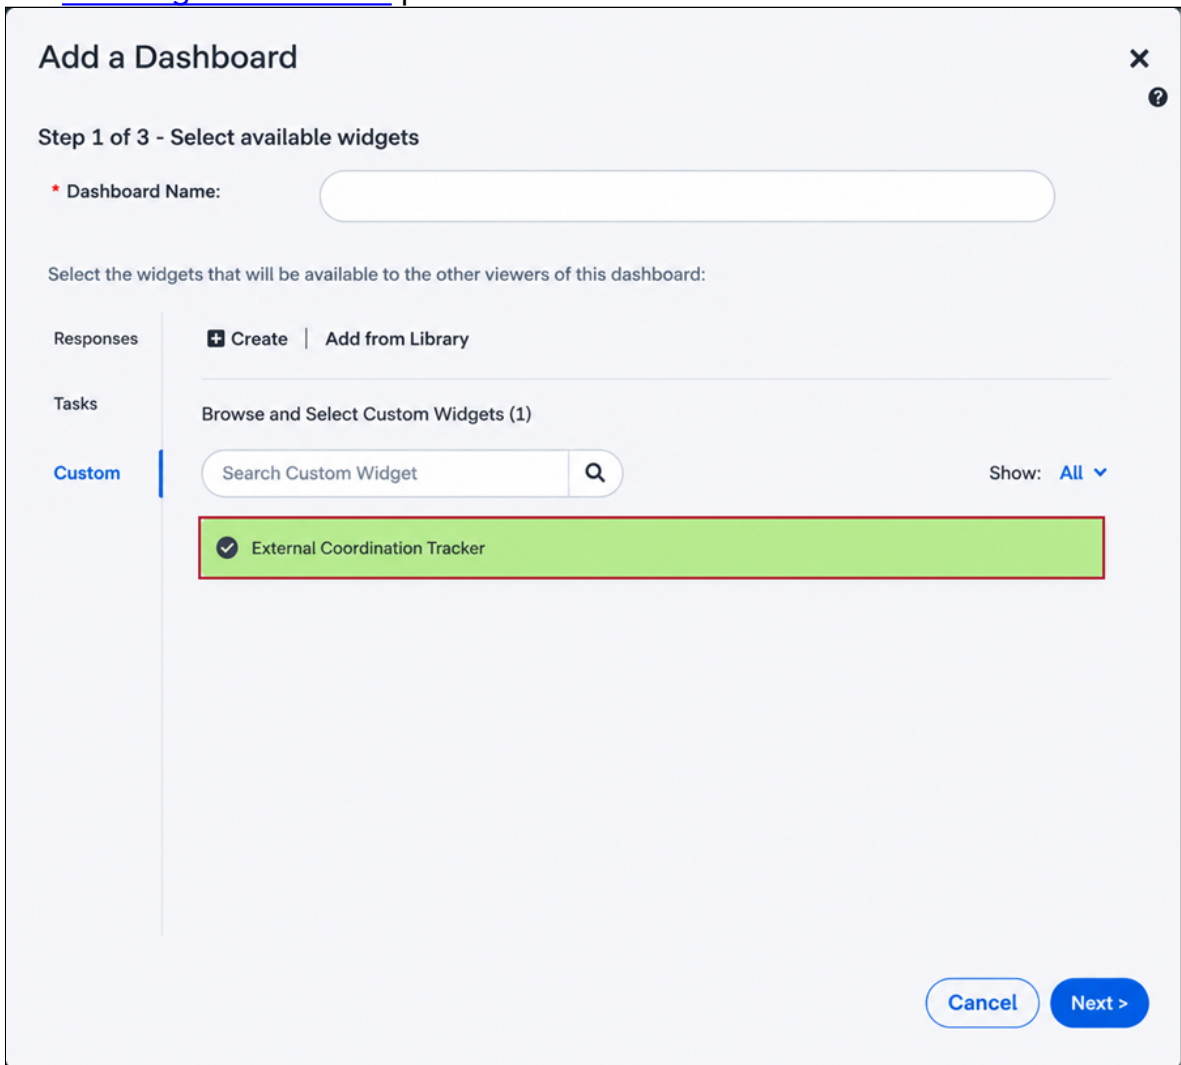 Add a Dashboard
Step 1 of 3 - Select available widgets
* Dashboard Name:
Select the widgets that will be available to the other viewers of this dashboard:
Responses
Create | Add from Library
Tasks
Browse and Select Custom Widgets (1)
Custom
Search Custom Widget
Show: All
External Coordination Tracker
Cancel
Next >